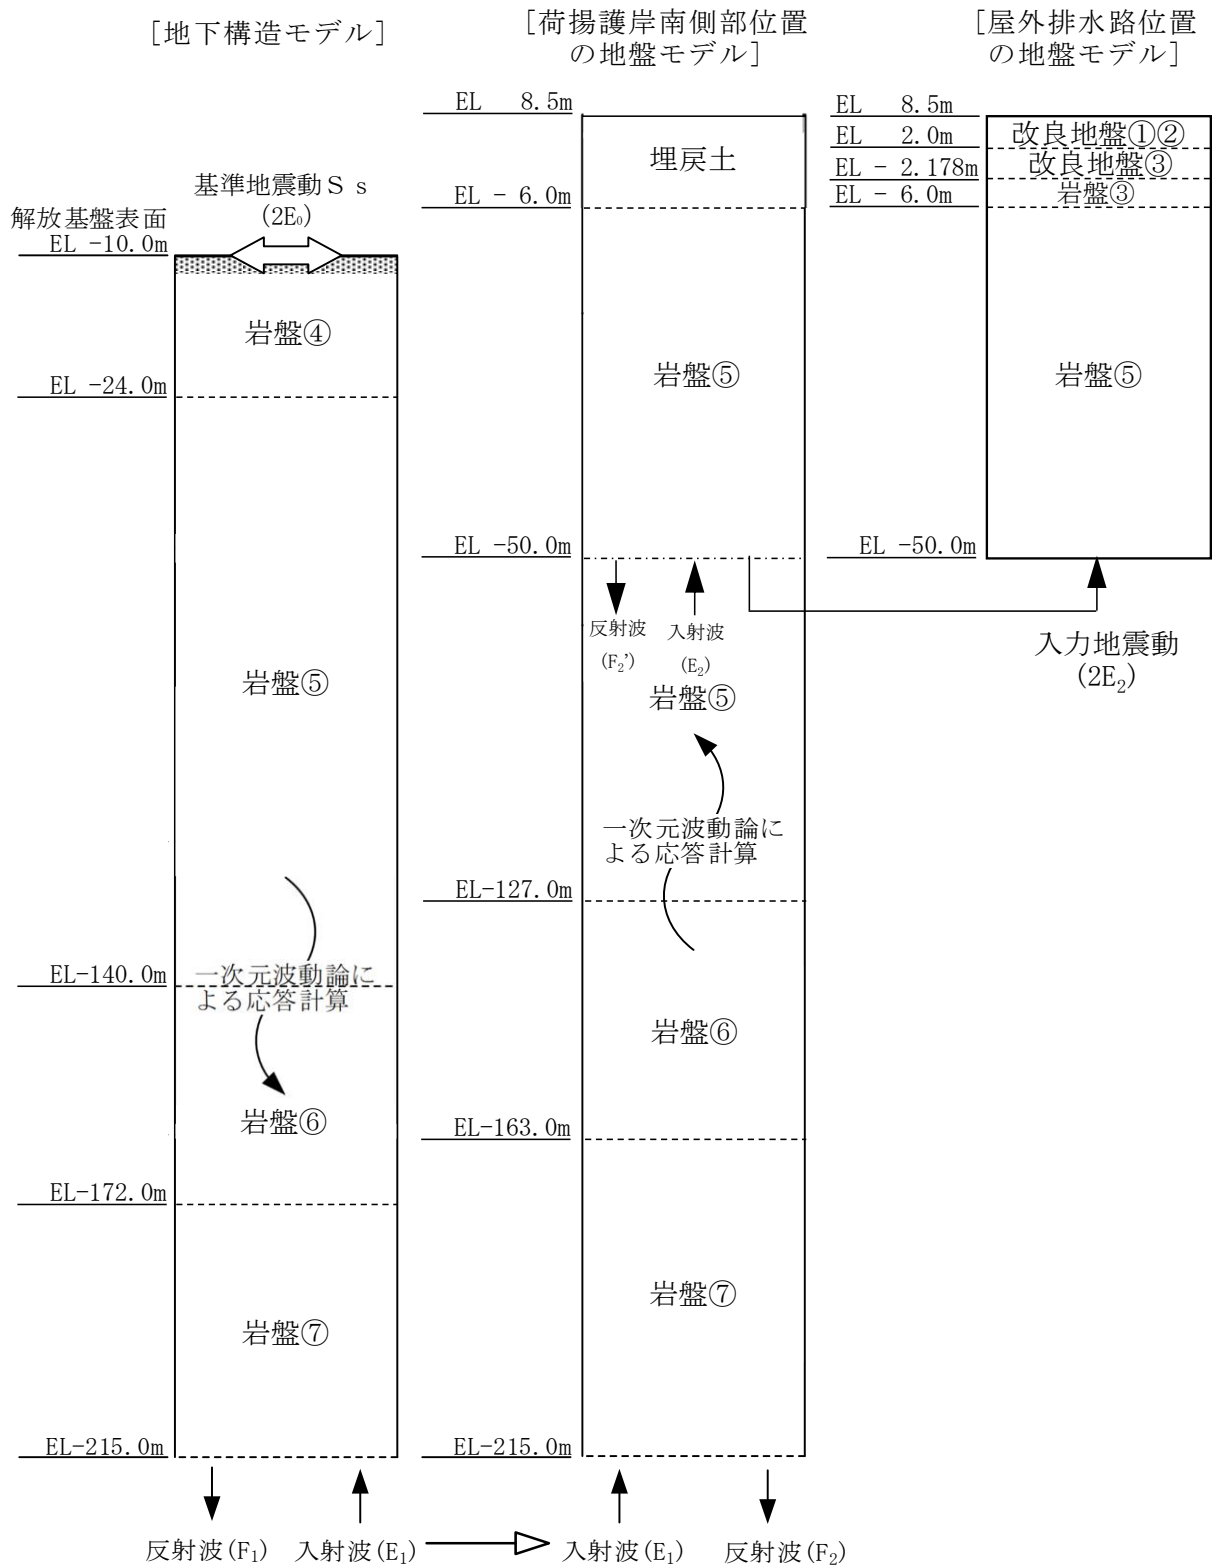 [地下構造モデル]
基準地震動Ｓｓ
(2E₀)
解放基盤表面
EL -10.0m
岩盤④
EL -24.0m
岩盤⑤
EL-140.0m
一次元波動論に
よる応答計算
岩盤⑥
EL-172.0m
岩盤⑦
EL-215.0m
反射波(F₁)
入射波(E₁)
[荷揚護岸南側部位置
の地盤モデル]
EL 8.5m
埋戻土
EL - 6.0m
岩盤⑤
EL -50.0m
反射波
(F₂')
入射波
(E₂)
岩盤⑤
一次元波動論に
よる応答計算
EL-127.0m
岩盤⑥
EL-163.0m
岩盤⑦
EL-215.0m
入射波(E₁)
反射波(F₂)
[屋外排水路位置
の地盤モデル]
EL 8.5m
改良地盤①②
EL 2.0m
改良地盤③
EL - 2.178m
岩盤③
EL - 6.0m
岩盤⑤
EL -50.0m
入力地震動
(2E₂)